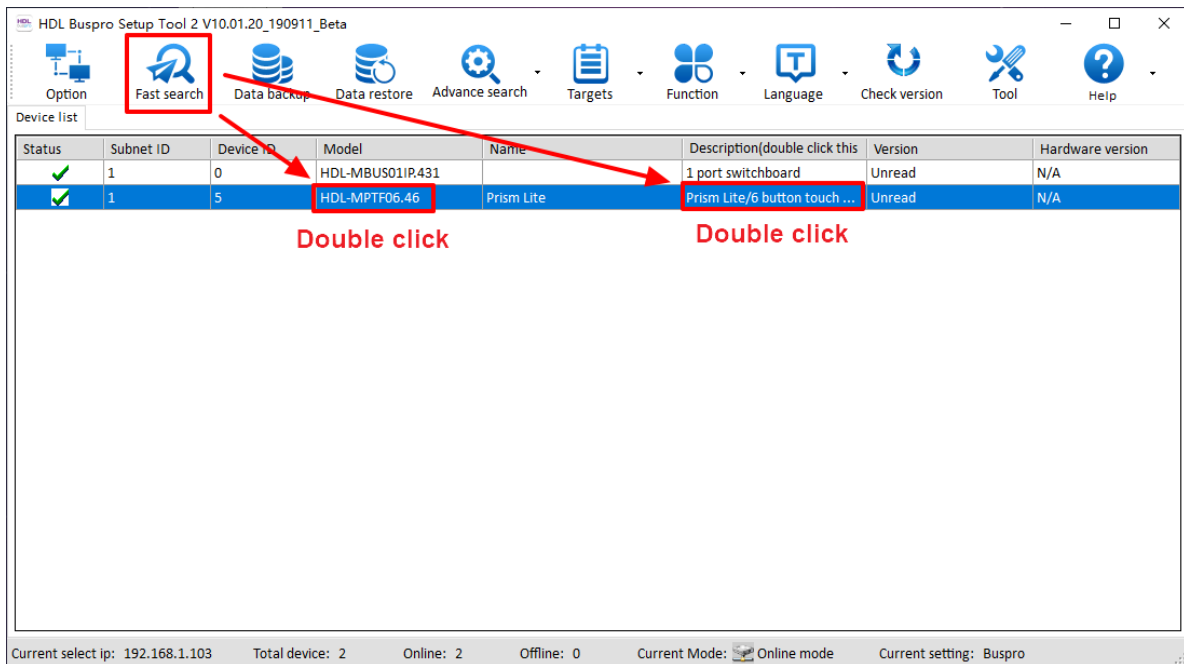 HDL Buspro Setup Tool 2 V10.01.20_190911_Beta
Option Fast search Data backup Data restore Advance search Targets Function Language Check version Tool Help
Device list
Status Subnet ID Device ID Model Name Description(double click this Version Hardware version
1 0 HDL-MBUS01IP.431 1 port switchboard Unread N/A
1 5 HDL-MPTF06.46 Prism Lite Prism Lite/6 button touch ... Unread N/A
Double click Double click
Current select ip: 192.168.1.103 Total device: 2 Online: 2 Offline: 0 Current Mode: Online mode Current setting: Buspro